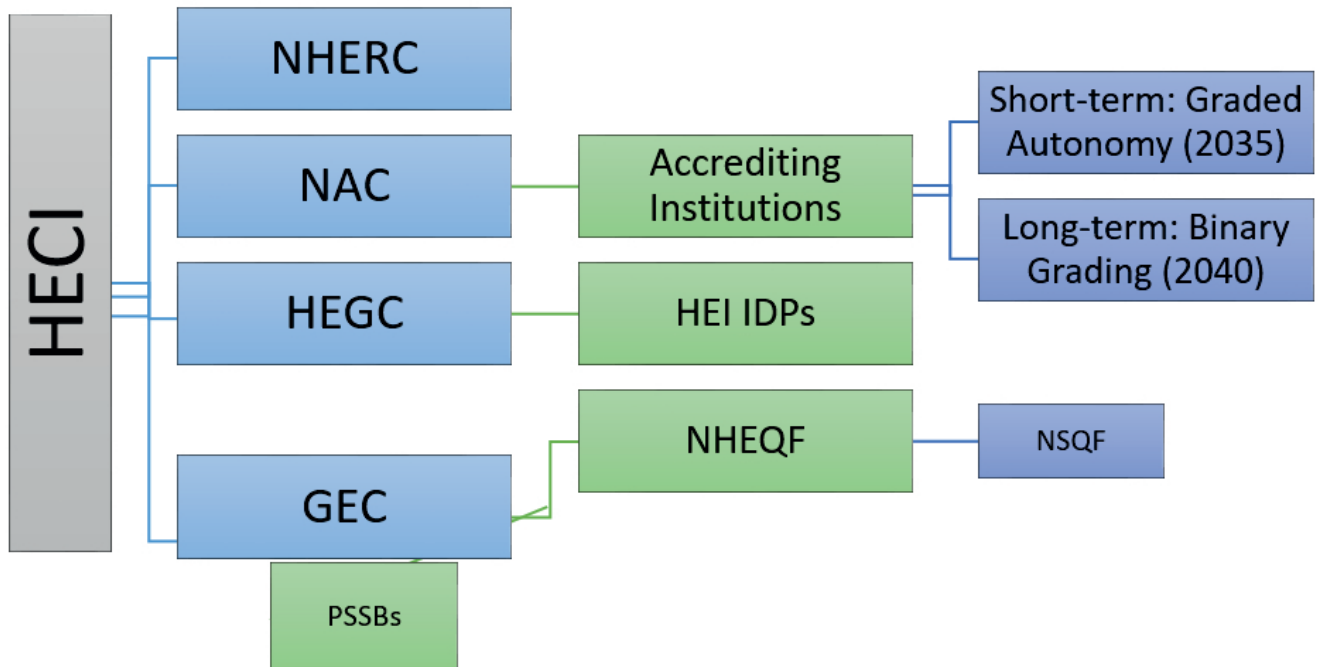 HECI
NHERC
NAC
Accrediting
Institutions
Short-term: Graded
Autonomy (2035)
Long-term: Binary
Grading (2040)
HEGC
HEI IDPs
GEC
NHEQF
NSQF
PSSBs